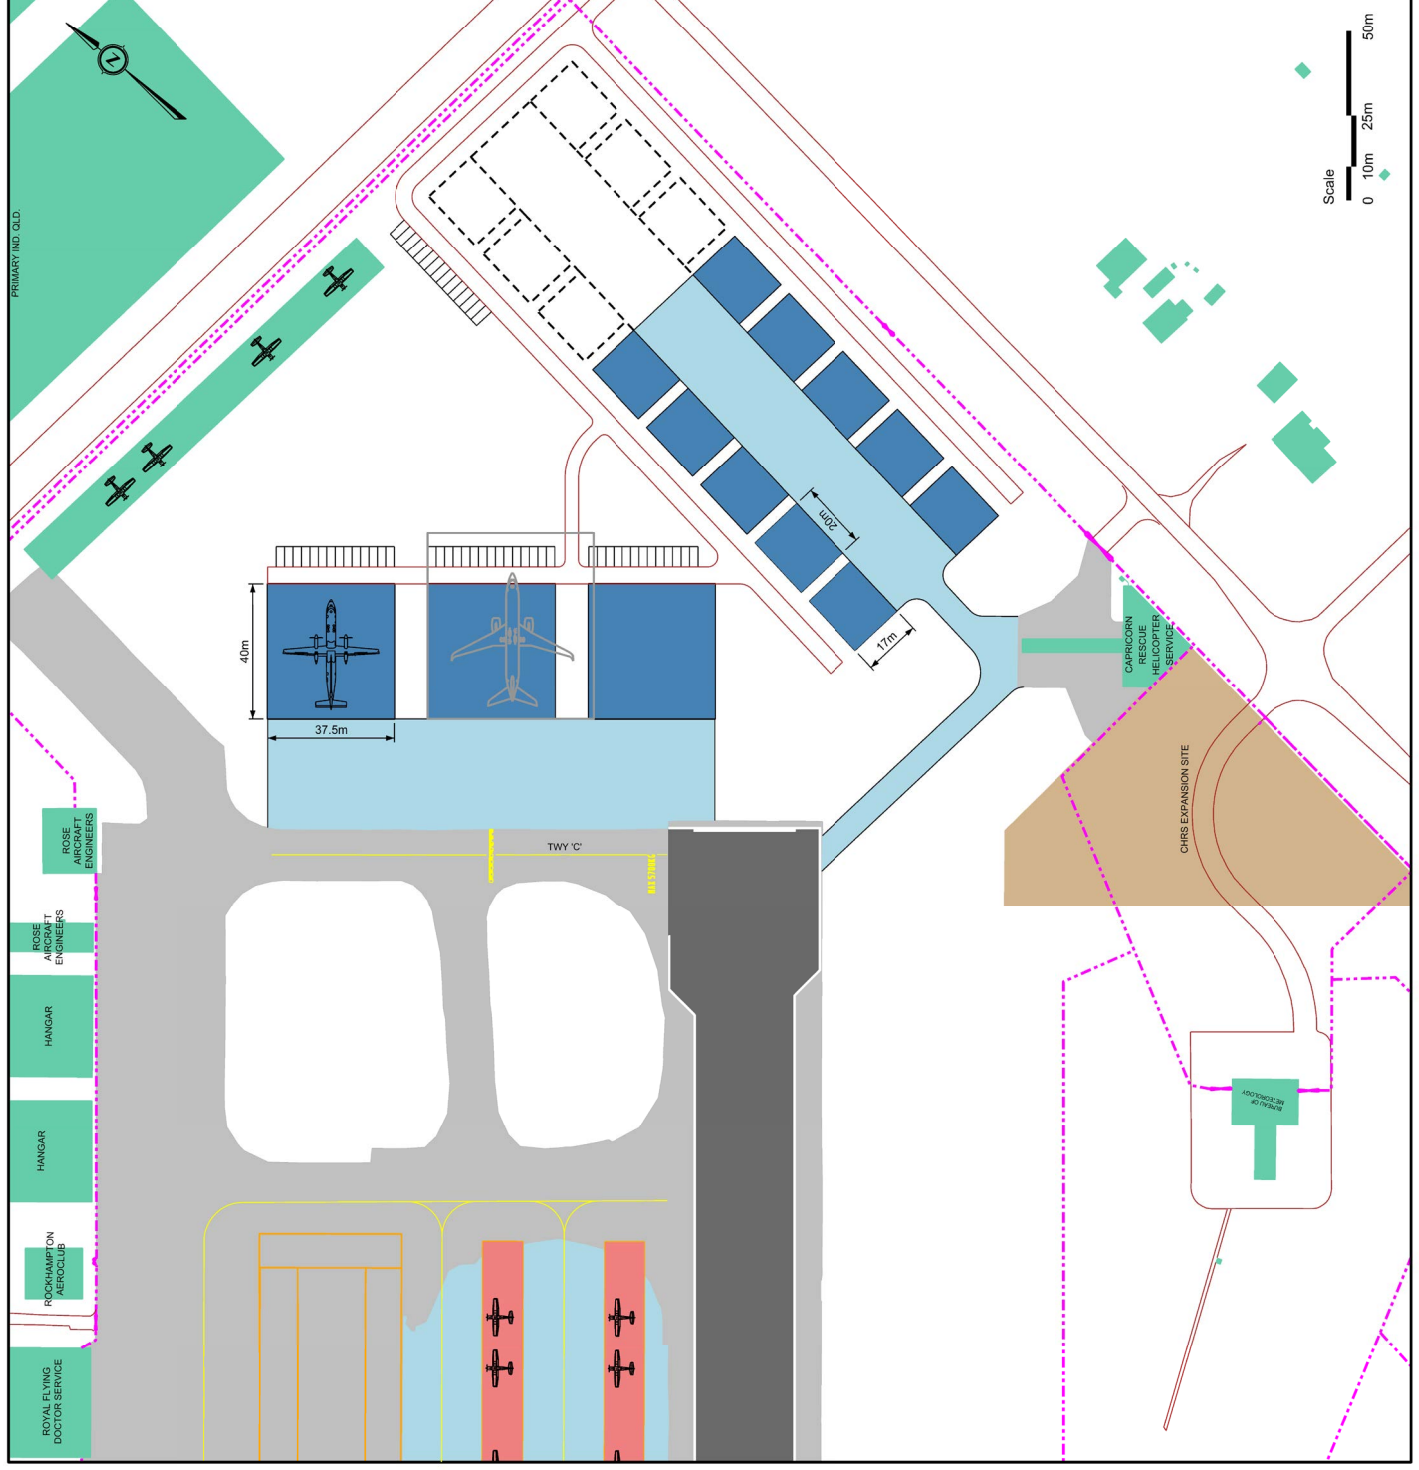 N
PRIMARY IND. QLD.
Scale
0 10m 25m 50m
40m
37.5m
20m
17m
CAPRICORN
RESCUE
HELICOPTER
SERVICE
CHRS EXPANSION SITE
TWY 'C'
MAX 5700KG
ROSE
AIRCRAFT
ENGINEERS
ROSE
AIRCRAFT
ENGINEERS
HANGAR
HANGAR
BUREAU OF
METEOROLOGY
ROCKHAMPTON
AEROCLUB
ROYAL FLYING
DOCTOR SERVICE